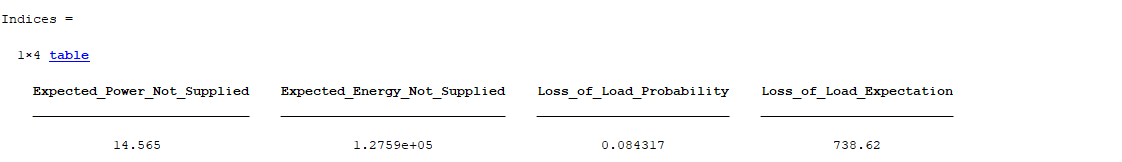 Indices =
1×4 table
Expected_Power_Not_Supplied Expected_Energy_Not_Supplied Loss_of_Load_Probability Loss_of_Load_Expectation
14.565 1.2759e+05 0.084317 738.62